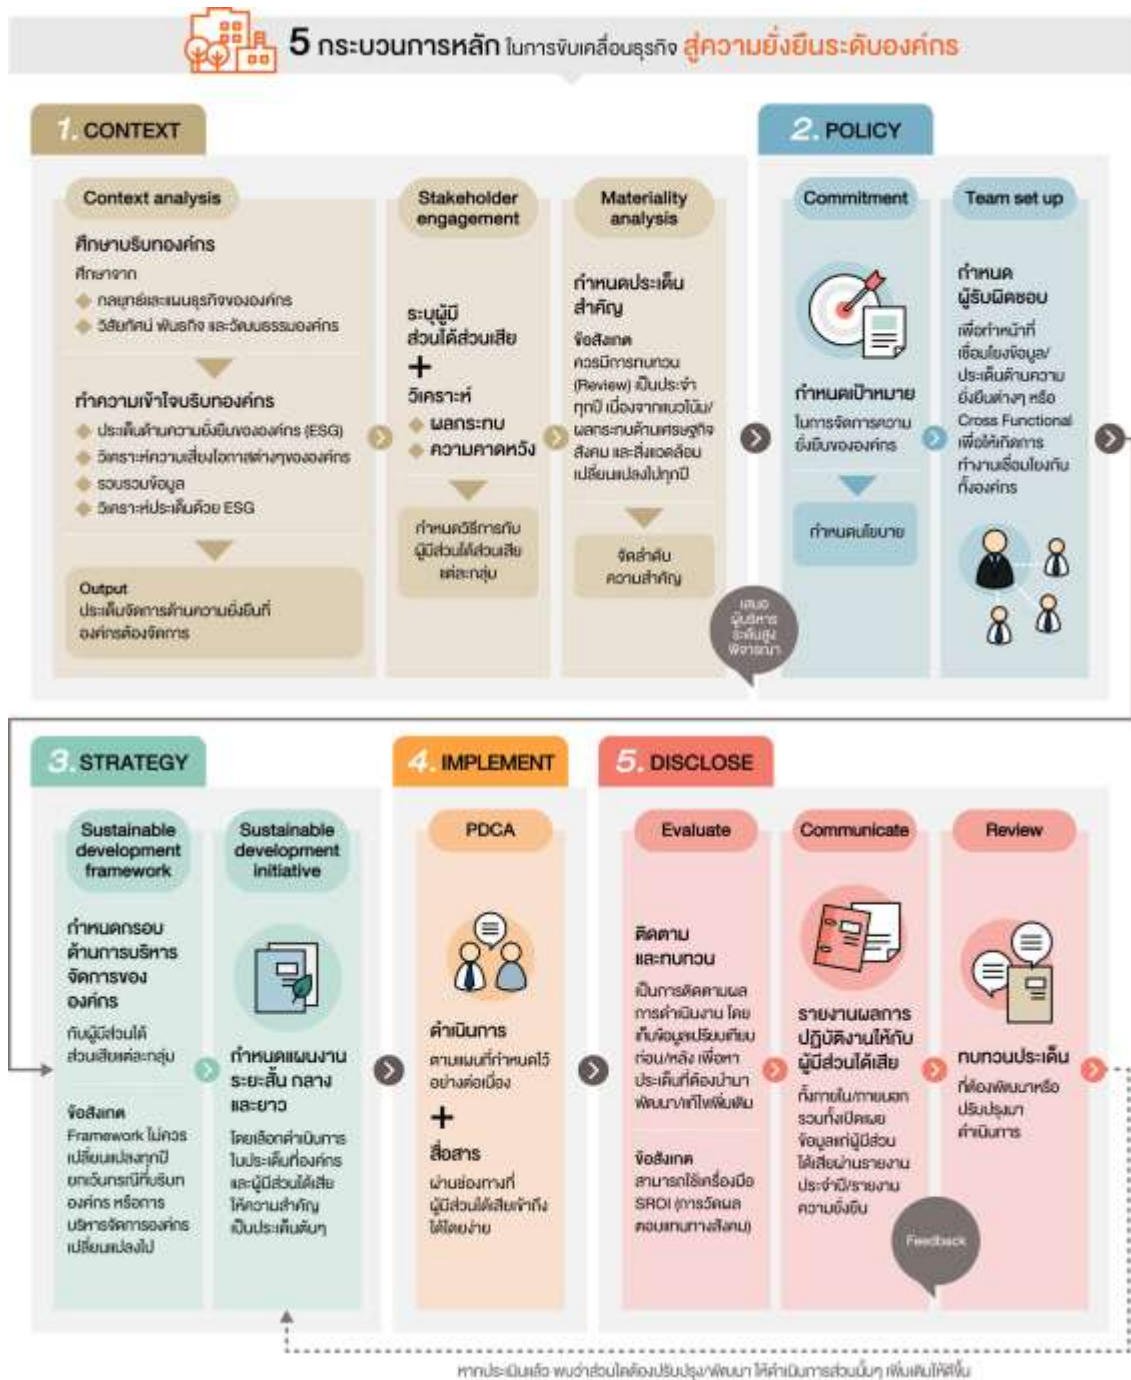 5 กระบวนการหลัก ในการขับเคลื่อนธุรกิจ สู่ความยั่งยืนระดับองค์กร
1. CONTEXT
Context analysis
ศึกษาบริบทองค์กร
ศึกษาจาก
กลยุทธ์และแผนธุรกิจขององค์กร
วิสัยทัศน์ พันธกิจ และวัฒนธรรมองค์กร
ทำความเข้าใจบริบทองค์กร
ประเด็นด้านความยั่งยืนขององค์กร (ESG)
วิเคราะห์ความเสี่ยงโอกาสต่างๆขององค์กร
รวบรวมข้อมูล
วิเคราะห์ประเด็นด้วย ESG
Output
ประเด็นจัดการด้านความยั่งยืนที่
องค์กรต้องจัดการ
Stakeholder
engagement
ระบุผู้มี
ส่วนได้ส่วนเสีย
+
วิเคราะห์
ผลกระทบ
ความคาดหวัง
กำหนดวิธีการกับ
ผู้มีส่วนได้ส่วนเสีย
แต่ละกลุ่ม
Materiality
analysis
กำหนดประเด็น
สำคัญ
ข้อสังเกต
ควรมีการทบทวน
(Review) เป็นประจำ
ทุกปี เนื่องจากแนวโน้ม/
ผลกระทบด้านเศรษฐกิจ
สังคม และสิ่งแวดล้อม
เปลี่ยนแปลงไปทุกปี
จัดลำดับ
ความสำคัญ
เสนอ
ผู้บริหาร
ระดับสูง
พิจารณา
2. POLICY
Commitment
กำหนดเป้าหมาย
ในการจัดการความ
ยั่งยืนขององค์กร
กำหนดนโยบาย
Team set up
กำหนด
ผู้รับผิดชอบ
เพื่อทำหน้าที่
เชื่อมโยงข้อมูล/
ประเด็นด้านความ
ยั่งยืนต่างๆ หรือ
Cross Functional
เพื่อให้เกิดการ
ทำงานเชื่อมโยงกัน
ทั้งองค์กร
3. STRATEGY
Sustainable
development
framework
กำหนดกรอบ
ด้านการบริหาร
จัดการของ
องค์กร
กับผู้มีส่วนได้
ส่วนเสียแต่ละกลุ่ม
ข้อสังเกต
Framework ไม่ควร
เปลี่ยนแปลงทุกปี
ยกเว้นกรณีที่บริบท
องค์กร หรือการ
บริหารจัดการองค์กร
เปลี่ยนแปลงไป
Sustainable
development
initiative
กำหนดแผนงาน
ระยะสั้น กลาง
และยาว
โดยเลือกดำเนินการ
ในประเด็นที่องค์กร
และผู้มีส่วนได้เสีย
ให้ความสำคัญ
เป็นประเด็นต้นๆ
4. IMPLEMENT
PDCA
ดำเนินการ
ตามแผนที่กำหนดไว้
อย่างต่อเนื่อง
+
สื่อสาร
ผ่านช่องทางที่
ผู้มีส่วนได้เสียเข้าถึง
ได้โดยง่าย
5. DISCLOSE
Evaluate
ติดตาม
และทบทวน
เป็นการติดตามผล
การดำเนินงาน โดย
เก็บข้อมูลเปรียบเทียบ
ก่อน/หลัง เพื่อหา
ประเด็นที่ต้องนำมา
พัฒนา/แก้ไขเพิ่มเติม
ข้อสังเกต
สามารถใช้เครื่องมือ
SROI (การวัดผล
ตอบแทนทางสังคม)
Communicate
รายงานผลการ
ปฏิบัติงานให้กับ
ผู้มีส่วนได้เสีย
ทั้งภายใน/ภายนอก
รวมทั้งเปิดเผย
ข้อมูลแก่ผู้มีส่วน
ได้เสียผ่านรายงาน
ประจำปี/รายงาน
ความยั่งยืน
Feedback
Review
ทบทวนประเด็น
ที่ต้องพัฒนาหรือ
ปรับปรุงมา
ดำเนินการ
หากประเมินแล้ว พบว่าส่วนใดต้องปรับปรุง/พัฒนา ให้ดำเนินการส่วนนั้นๆ เพิ่มเติมให้ดีขึ้น